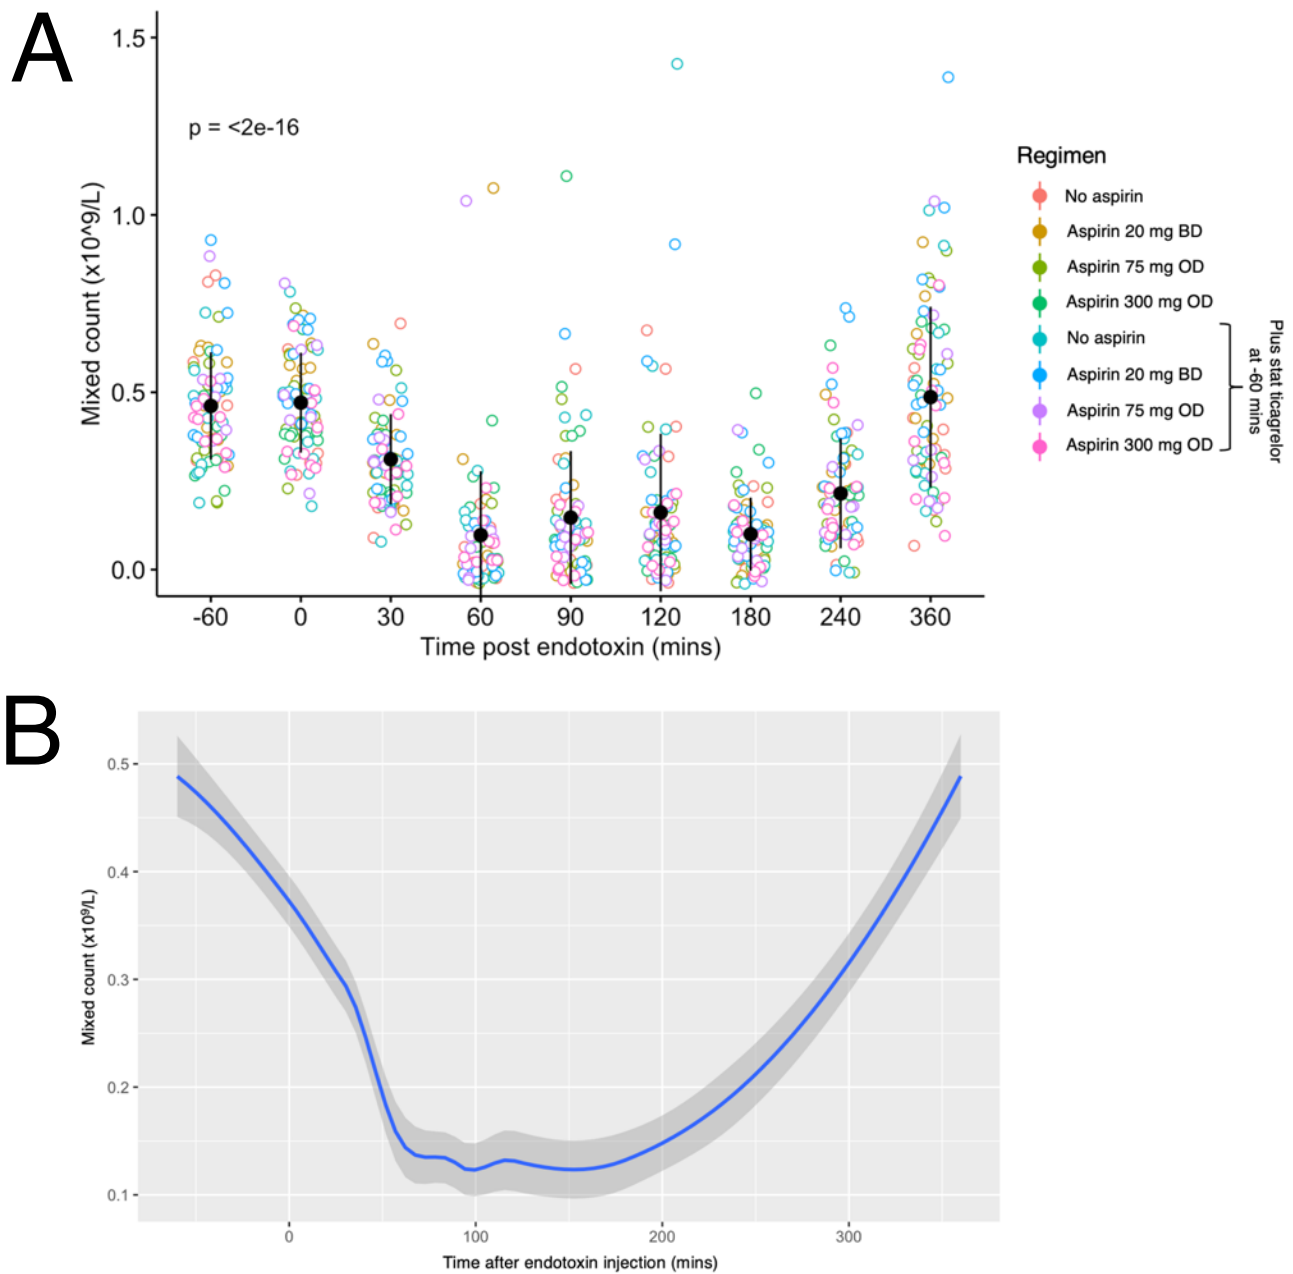 A
1.5
p = <2e-16
1.0
0.5
0.0
Mixed count (x10^9/L)
-60 0 30 60 90 120 180 240 360
Time post endotoxin (mins)
Regimen
No aspirin
Aspirin 20 mg BD
Aspirin 75 mg OD
Aspirin 300 mg OD
No aspirin
Aspirin 20 mg BD
Aspirin 75 mg OD
Aspirin 300 mg OD
Plus stat ticagrelor
at -60 mins
B
0.5
0.4
0.3
0.2
0.1
Mixed count (x10⁹/L)
0 100 200 300
Time after endotoxin injection (mins)